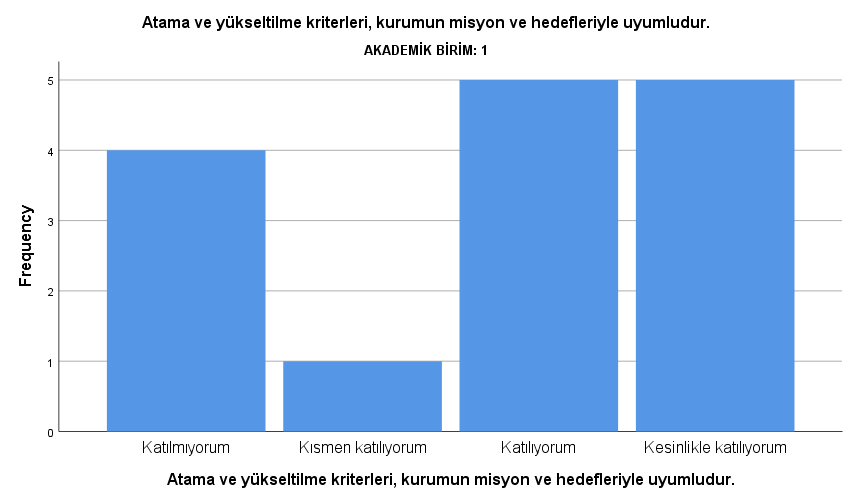 Atama ve yükseltilme kriterleri, kurumun misyon ve hedefleriyle uyumludur.
AKADEMİK BİRİM: 1
Frequency
5
4
3
2
1
0
Katılmıyorum
Kısmen katılıyorum
Katılıyorum
Kesinlikle katılıyorum
Atama ve yükseltilme kriterleri, kurumun misyon ve hedefleriyle uyumludur.